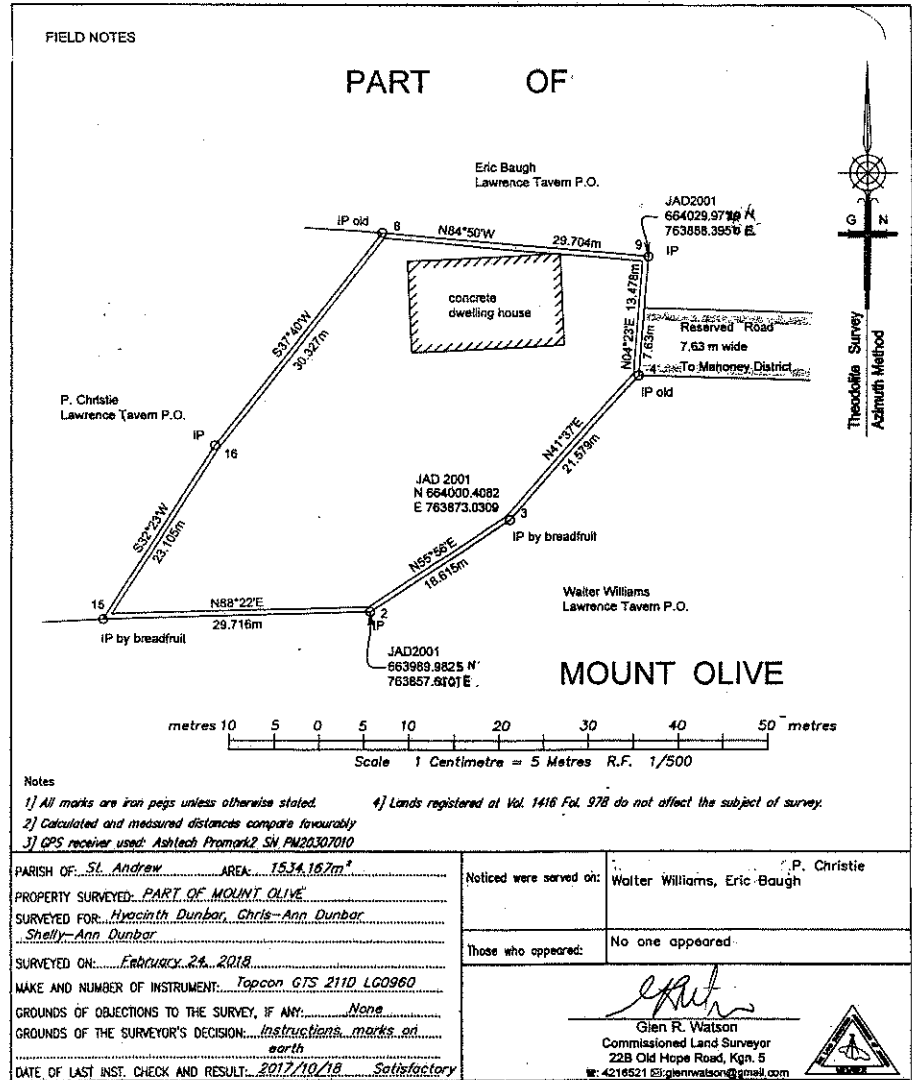 FIELD NOTES
PART OF
Eric Baugh
Lawrence Tavern P.O.
JAD2001
664029.97 N
763858.395 E
IP old
8
N84°50'W
29.704m
9
IP
G N
concrete
dwelling house
13.478m
N04°23'E
7.63m
Reserved Road
7.63 m wide
To Mahoney District
4
IP old
Theodolite Survey
Azimuth Method
S37°40'W
30.327m
P. Christie
Lawrence Tavern P.O.
IP
16
N41°37'E
21.579m
JAD 2001
N 664000.4082
E 763873.0309
3
IP by breadfruit
S32°23'W
23.105m
N55°56'E
18.615m
Walter Williams
Lawrence Tavern P.O.
15
N88°22'E
29.716m
2
IP
IP by breadfruit
JAD2001
663989.9825 N
763857. E
MOUNT OLIVE
metres 10 5 0 5 10 20 30 40 50 metres
Scale 1 Centimetre = 5 Metres R.F. 1/500
Notes
1] All marks are iron pegs unless otherwise stated.
4] Lands registered at Vol. 1416 Fol. 978 do not affect the subject of survey.
2] Calculated and measured distances compare favourably
3] GPS receiver used: Ashtech Promark2 SN PM20307010
PARISH OF: St. Andrew AREA: 1534.167m²
PROPERTY SURVEYED: PART OF MOUNT OLIVE
SURVEYED FOR: Hyacinth Dunbar, Chris-Ann Dunbar
Shelly-Ann Dunbar
SURVEYED ON: February 24, 2018
MAKE AND NUMBER OF INSTRUMENT: Topcon GTS 211D LG0960
GROUNDS OF OBJECTIONS TO THE SURVEY, IF ANY: None
GROUNDS OF THE SURVEYOR'S DECISION: Instructions, marks on
earth
DATE OF LAST INST. CHECK AND RESULT: 2017/10/18 Satisfactory
Noticed were served on:
P. Christie
Walter Williams, Eric Baugh
Those who appeared:
No one appeared
Glen R. Watson
Commissioned Land Surveyor
22B Old Hope Road, Kgn. 5
☎: 4216521 ✉:glenrwatson@gmail.com
MEMBER